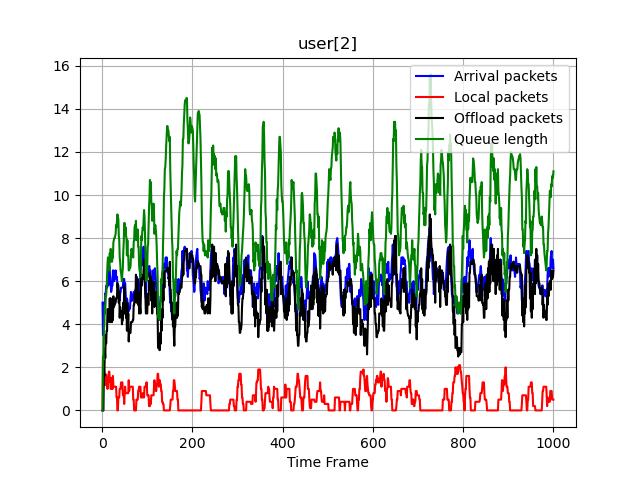 user[2]
16
14
12
10
8
6
4
2
0
0
200
400
600
800
1000
Time Frame
Arrival packets
Local packets
Offload packets
Queue length